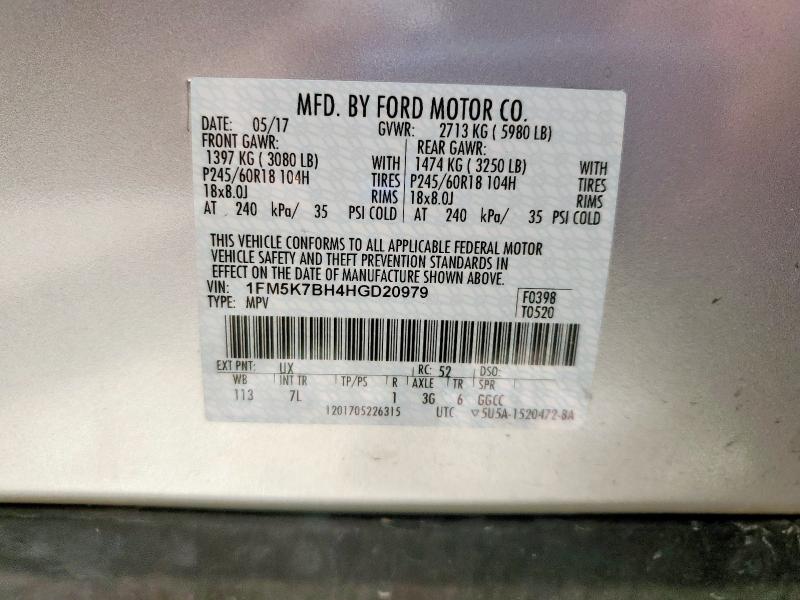 MFD. BY FORD MOTOR CO.
DATE: 05/17 GVWR: 2713 KG ( 5980 LB)
FRONT GAWR: REAR GAWR:
1397 KG ( 3080 LB) WITH 1474 KG ( 3250 LB) WITH
P245/60R18 104H TIRES P245/60R18 104H TIRES
18x8.0J RIMS 18x8.0J RIMS
AT 240 kPa/ 35 PSI COLD AT 240 kPa/ 35 PSI COLD
THIS VEHICLE CONFORMS TO ALL APPLICABLE FEDERAL MOTOR
VEHICLE SAFETY AND THEFT PREVENTION STANDARDS IN
EFFECT ON THE DATE OF MANUFACTURE SHOWN ABOVE.
VIN: 1FM5K7BH4HGD20979
TYPE: MPV
F0398
T0520
EXT PNT: UX RC: 52 DSO:
WB INT TR TP/PS R AXLE TR SPR
113 7L 1 3G 6 GGCC
1201705226315 UTC ▽5U5A-1520472-BA